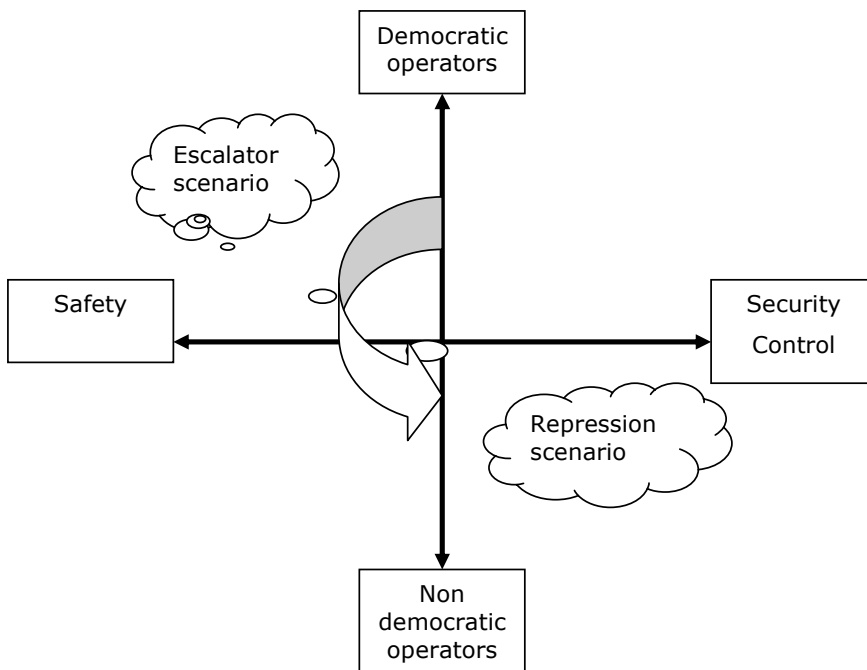 Democratic
operators
Escalator
scenario
Safety
Security
Control
Repression
scenario
Non
democratic
operators